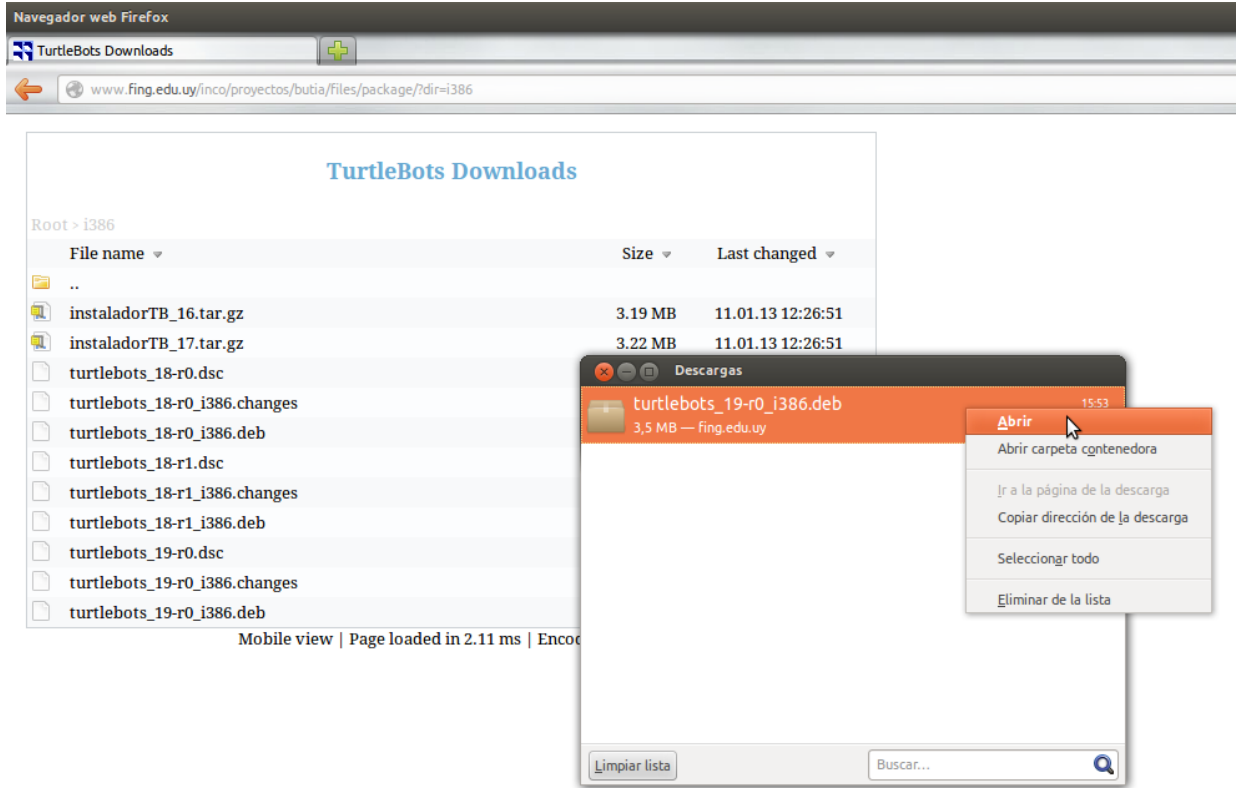 Navegador web Firefox
TurtleBots Downloads
www.fing.edu.uy/inco/proyectos/butia/files/package/?dir=i386
TurtleBots Downloads
Root > i386
File name Size Last changed
..
instaladorTB_16.tar.gz 3.19 MB 11.01.13 12:26:51
instaladorTB_17.tar.gz 3.22 MB 11.01.13 12:26:51
turtlebots_18-r0.dsc
turtlebots_18-r0_i386.changes
turtlebots_18-r0_i386.deb
turtlebots_18-r1.dsc
turtlebots_18-r1_i386.changes
turtlebots_18-r1_i386.deb
turtlebots_19-r0.dsc
turtlebots_19-r0_i386.changes
turtlebots_19-r0_i386.deb
Mobile view | Page loaded in 2.11 ms |
Descargas
turtlebots_19-r0_i386.deb 15:53
3,5 MB — fing.edu.uy
Abrir
Abrir carpeta contenedora
Ir a la página de la descarga
Copiar dirección de la descarga
Seleccionar todo
Eliminar de la lista
Limpiar lista
Buscar...